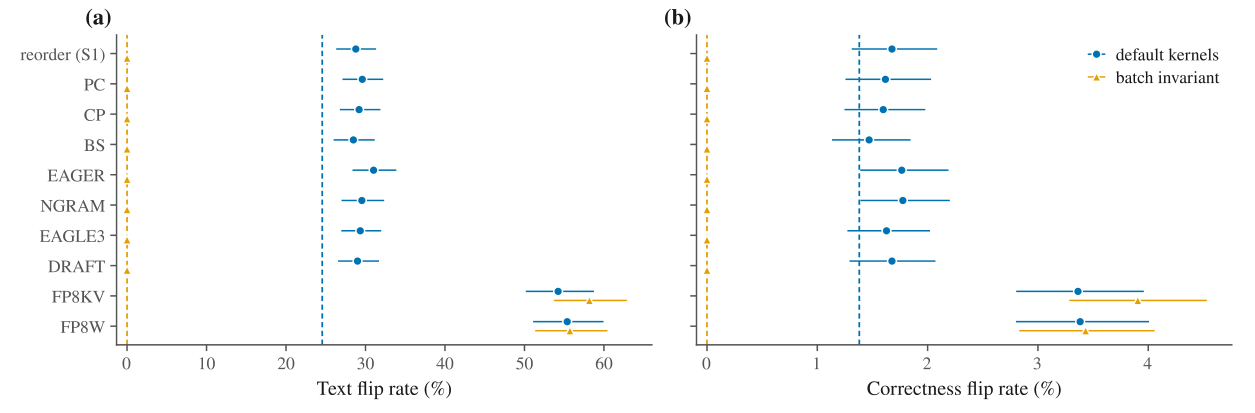 (a)
(b)
reorder (S1)
PC
CP
BS
EAGER
NGRAM
EAGLE3
DRAFT
FP8KV
FP8W
default kernels
batch invariant
0 10 20 30 40 50 60
0 1 2 3 4
Text flip rate (%)
Correctness flip rate (%)